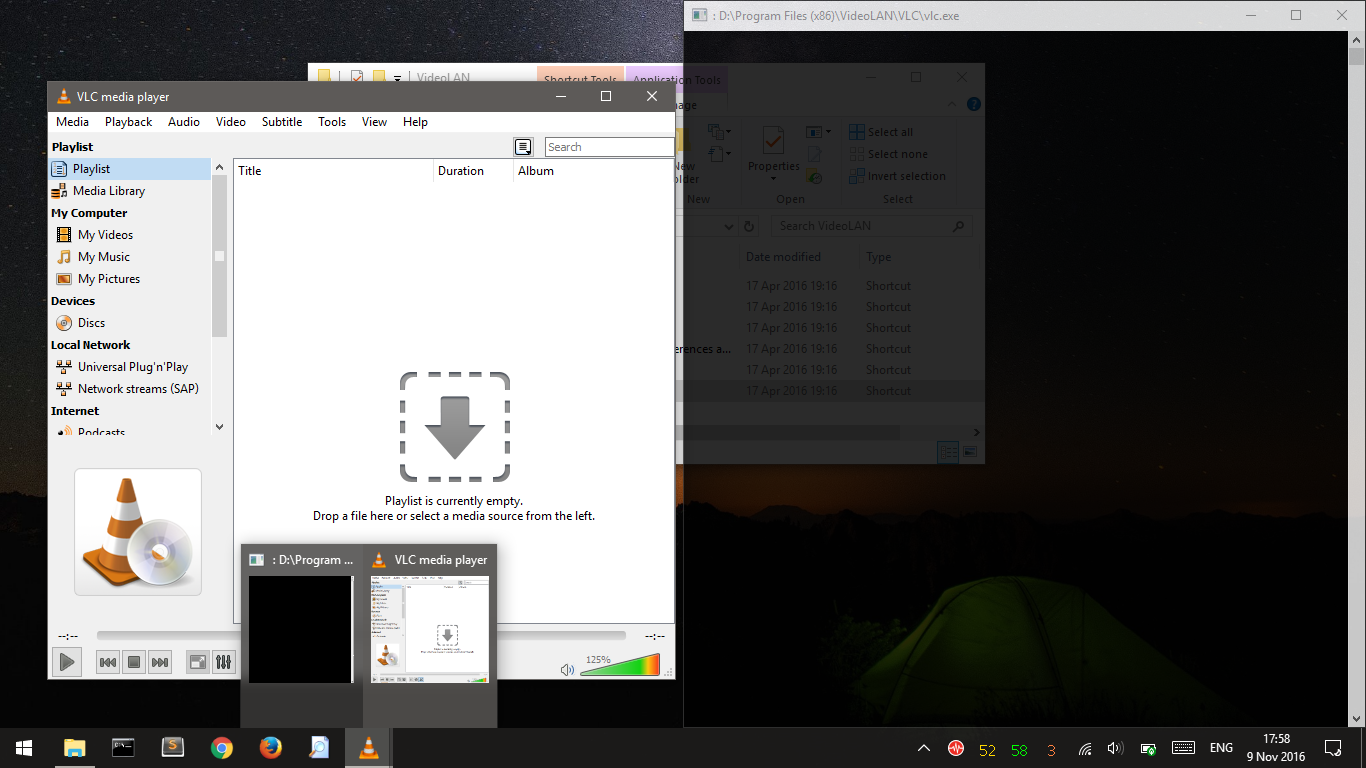 : D:\Program Files (x86)\VideoLAN\VLC\vlc.exe
VideoLAN
Shortcut Tools
Application Tools
VLC media player
Media Playback Audio Video Subtitle Tools View Help
Playlist
Search
Playlist
Media Library
My Computer
My Videos
My Music
My Pictures
Devices
Discs
Local Network
Universal Plug'n'Play
Network streams (SAP)
Internet
Podcasts
Title Duration Album
Playlist is currently empty.
Drop a file here or select a media source from the left.
--:--
--:--
125%
New
Properties
Open
Select all
Select none
Invert selection
Select
New
Search VideoLAN
Date modified Type
17 Apr 2016 19:16 Shortcut
17 Apr 2016 19:16 Shortcut
17 Apr 2016 19:16 Shortcut
erences a... 17 Apr 2016 19:16 Shortcut
17 Apr 2016 19:16 Shortcut
17 Apr 2016 19:16 Shortcut
: D:\Program ...
VLC media player
52 58 3
ENG
17:58
9 Nov 2016